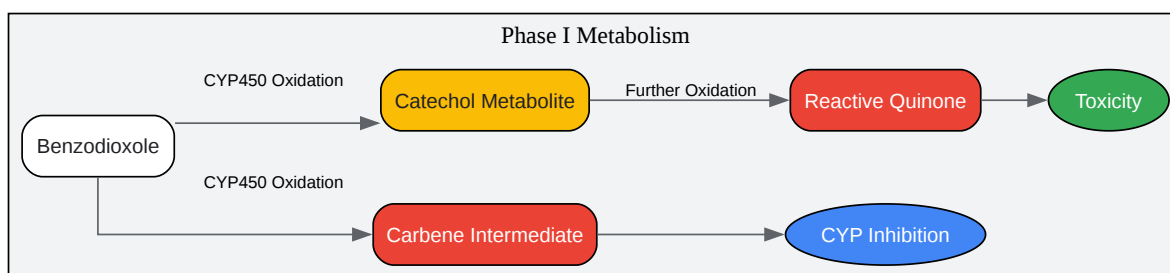 Phase I Metabolism
CYP450 Oxidation
Catechol Metabolite
Further Oxidation
Reactive Quinone
Toxicity
Benzodioxole
CYP450 Oxidation
Carbene Intermediate
CYP Inhibition